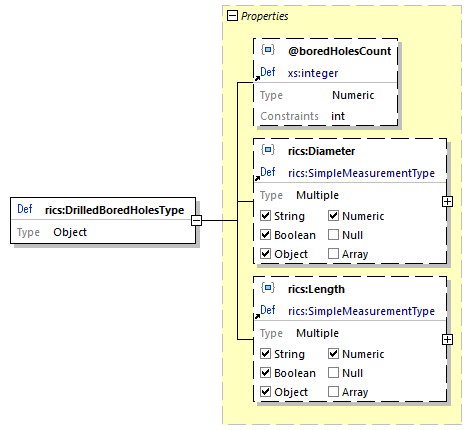 Properties
@boredHolesCount
Def xs:integer
Type Numeric
Constraints int
rics:Diameter
Def rics:SimpleMeasurementType
Type Multiple
String Numeric
Boolean Null
Object Array
Def rics:DrilledBoredHolesType
Type Object
rics:Length
Def rics:SimpleMeasurementType
Type Multiple
String Numeric
Boolean Null
Object Array